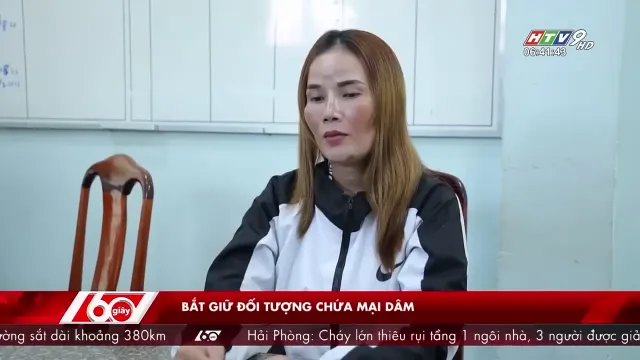 HTV9 HD
06:41:43
60 giây
BẮT GIỮ ĐỐI TƯỢNG CHỨA MẠI DÂM
ường sắt dài khoảng 380km 60 Hải Phòng: Cháy lớn thiêu rụi tầng 1 ngôi nhà, 3 người được giả